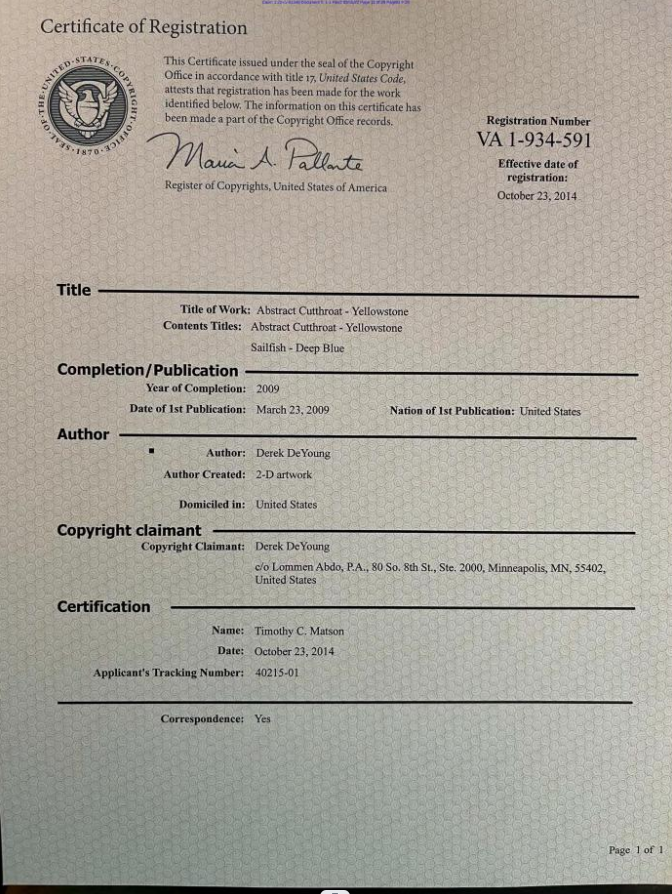 Certificate of Registration
SEAL·OF·THE·UNITED·STATES·COPYRIGHT·OFFICE·
·1870·
This Certificate issued under the seal of the Copyright
Office in accordance with title 17, United States Code,
attests that registration has been made for the work
identified below. The information on this certificate has
been made a part of the Copyright Office records.
Maria A. Pallante
Register of Copyrights, United States of America
Registration Number
VA 1-934-591
Effective date of
registration:
October 23, 2014
Title
Title of Work: Abstract Cutthroat - Yellowstone
Contents Titles: Abstract Cutthroat - Yellowstone
Sailfish - Deep Blue
Completion/Publication
Year of Completion: 2009
Date of 1st Publication: March 23, 2009 Nation of 1st Publication: United States
Author
Author: Derek DeYoung
Author Created: 2-D artwork
Domiciled in: United States
Copyright claimant
Copyright Claimant: Derek DeYoung
c/o Lommen Abdo, P.A., 80 So. 8th St., Ste. 2000, Minneapolis, MN, 55402,
United States
Certification
Name: Timothy C. Matson
Date: October 23, 2014
Applicant's Tracking Number: 40215-01
Correspondence: Yes
Page 1 of 1